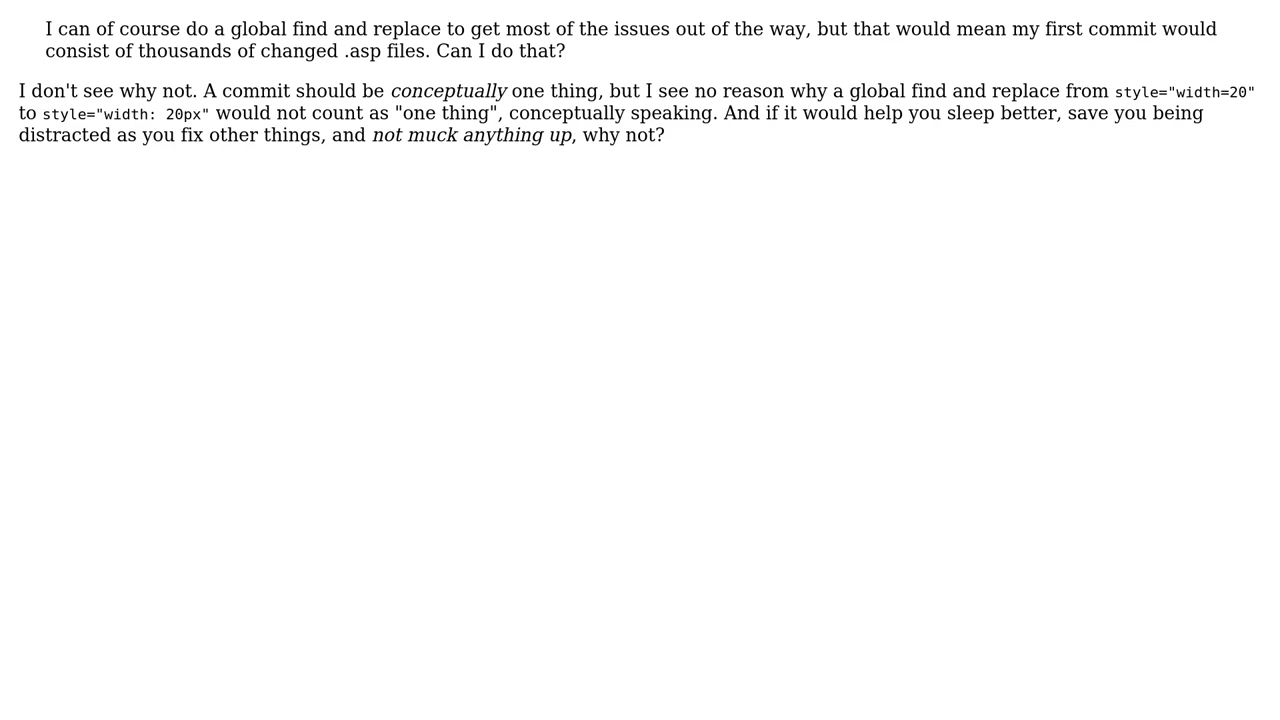 I can of course do a global find and replace to get most of the issues out of the way, but that would mean my first commit would
consist of thousands of changed .asp files. Can I do that?
I don't see why not. A commit should be conceptually one thing, but I see no reason why a global find and replace from style="width=20"
to style="width: 20px" would not count as "one thing", conceptually speaking. And if it would help you sleep better, save you being
distracted as you fix other things, and not muck anything up, why not?